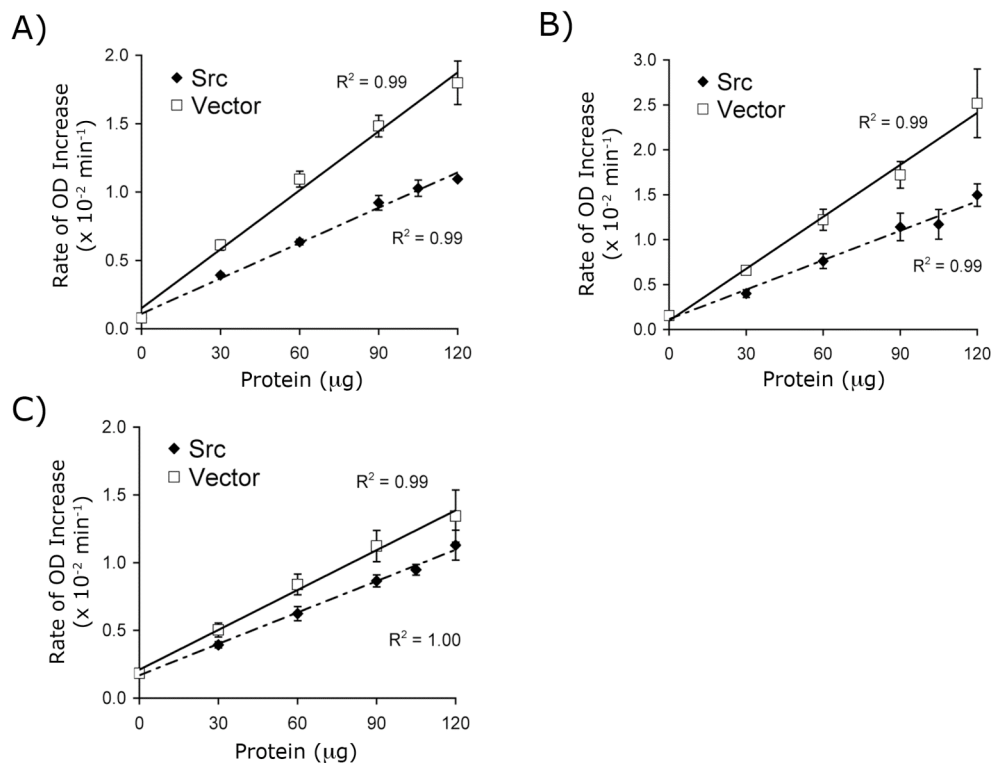 A)
Rate of OD Increase
(x 10⁻² min⁻¹)
2.0
1.5
1.0
0.5
0.0
Src
Vector
R² = 0.99
R² = 0.99
0 30 60 90 120
Protein (µg)
B)
Rate of OD Increase
(x 10⁻² min⁻¹)
3.0
2.5
2.0
1.5
1.0
0.5
0.0
Src
Vector
R² = 0.99
R² = 0.99
0 30 60 90 120
Protein (µg)
C)
Rate of OD Increase
(x 10⁻² min⁻¹)
2.0
1.5
1.0
0.5
0.0
Src
Vector
R² = 0.99
R² = 1.00
0 30 60 90 120
Protein (µg)